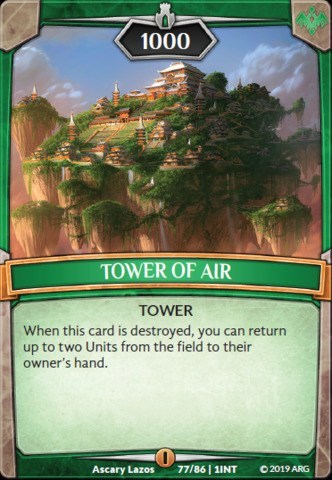 1000
TOWER OF AIR
TOWER
When this card is destroyed, you can return
up to two Units from the field to their
owner's hand.
I
Ascary Lazos 77/86 | 1INT © 2019 ARG